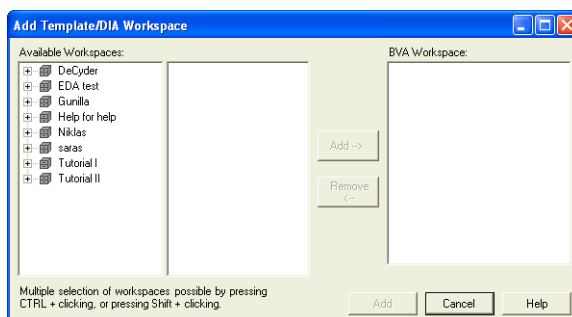 Add Template/DIA Workspace
Available Workspaces:
BVA Workspace:
DeCyder
EDA test
Gunilla
Help for help
Niklas
saras
Tutorial I
Tutorial II
Add -->
Remove
<--
Multiple selection of workspaces possible by pressing
CTRL + clicking, or pressing Shift + clicking.
Add
Cancel
Help